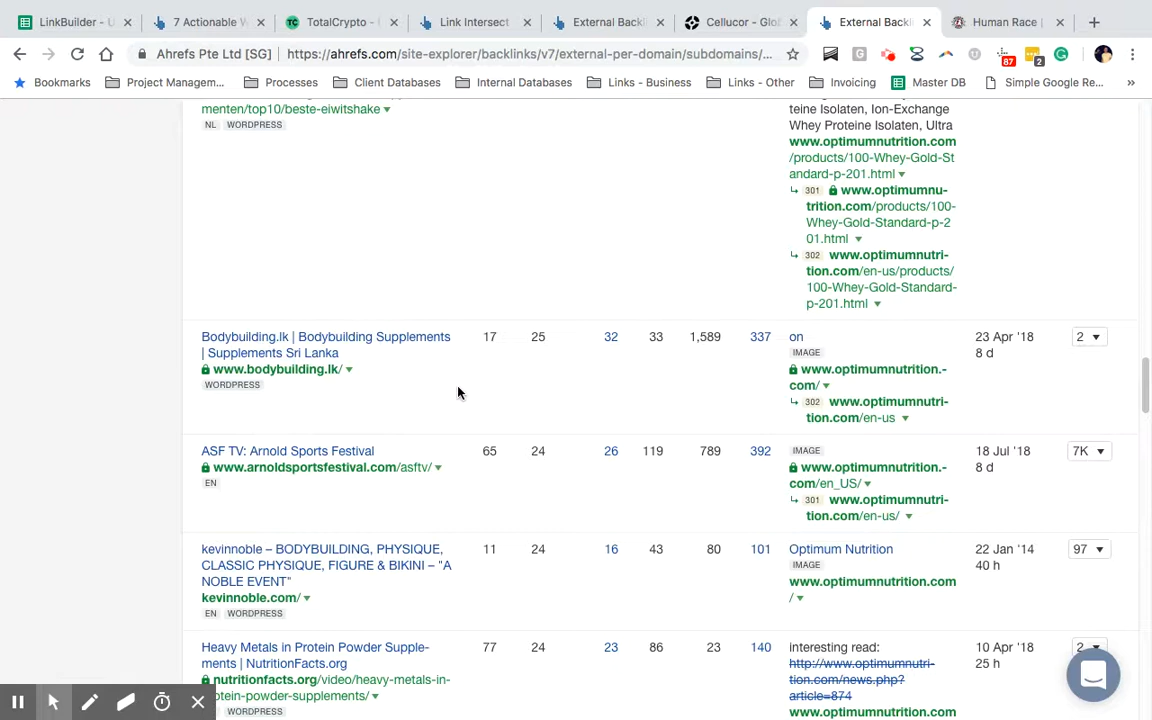 LinkBuilder - U
7 Actionable W
TotalCrypto -
Link Intersect
External Backl
Cellucor – Glo
External Backl
Human Race |
Ahrefs Pte Ltd [SG] | https://ahrefs.com/site-explorer/backlinks/v7/external-per-domain/subdomains/...
87
2
Bookmarks
Project Managem...
Processes
Client Databases
Internal Databases
Links - Business
Links - Other
Invoicing
Master DB
Simple Google Re...
»
menten/top10/beste-eiwitshake
NL WORDPRESS
teine Isolaten, Ion-Exchange
Whey Proteine Isolaten, Ultra
www.optimumnutrition.com
/products/100-Whey-Gold-St
andard-p-201.html
301 www.optimumnu-
trition.com/products/100-
Whey-Gold-Standard-p-2
01.html
302 www.optimumnutri-
tion.com/en-us/products/
100-Whey-Gold-Standard-
p-201.html
Bodybuilding.lk | Bodybuilding Supplements
| Supplements Sri Lanka
www.bodybuilding.lk/
WORDPRESS
17 25 32 33 1,589 337
on
IMAGE
www.optimumnutrition.-
com/
302 www.optimumnutri-
tion.com/en-us
23 Apr '18
8 d
2
ASF TV: Arnold Sports Festival
www.arnoldsportsfestival.com/asftv/
EN
65 24 26 119 789 392
IMAGE
www.optimumnutrition.-
com/en_US/
301 www.optimumnutri-
tion.com/en-us/
18 Jul '18
8 d
7K
kevinnoble – BODYBUILDING, PHYSIQUE,
CLASSIC PHYSIQUE, FIGURE & BIKINI – "A
NOBLE EVENT"
kevinnoble.com/
EN WORDPRESS
11 24 16 43 80 101
Optimum Nutrition
IMAGE
www.optimumnutrition.com
/
22 Jan '14
40 h
97
Heavy Metals in Protein Powder Supple-
ments | NutritionFacts.org
nutritionfacts.org/video/heavy-metals-in-
otein-powder-supplements/
WORDPRESS
77 24 23 86 23 140
interesting read:
http://www.optimumnutri-
tion.com/news.php?
article=874
www.optimumnutrition.com
10 Apr '18
25 h
2